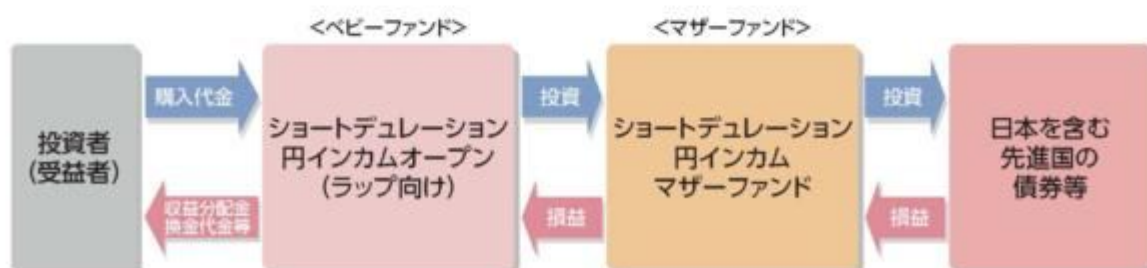 <ベビーファンド>
<マザーファンド>
投資者
(受益者)
購入代金
収益分配金
換金代金等
ショートデュレーション
円インカムオープン
(ラップ向け)
投資
損益
ショートデュレーション
円インカム
マザーファンド
投資
損益
日本を含む
先進国の
債券等